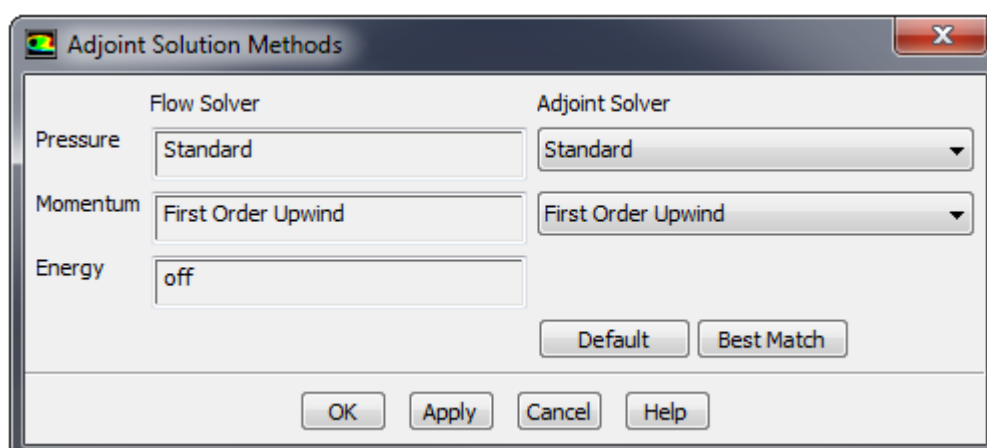 Adjoint Solution Methods
Flow Solver Adjoint Solver
Pressure Standard Standard
Momentum First Order Upwind First Order Upwind
Energy off
Default Best Match
OK Apply Cancel Help